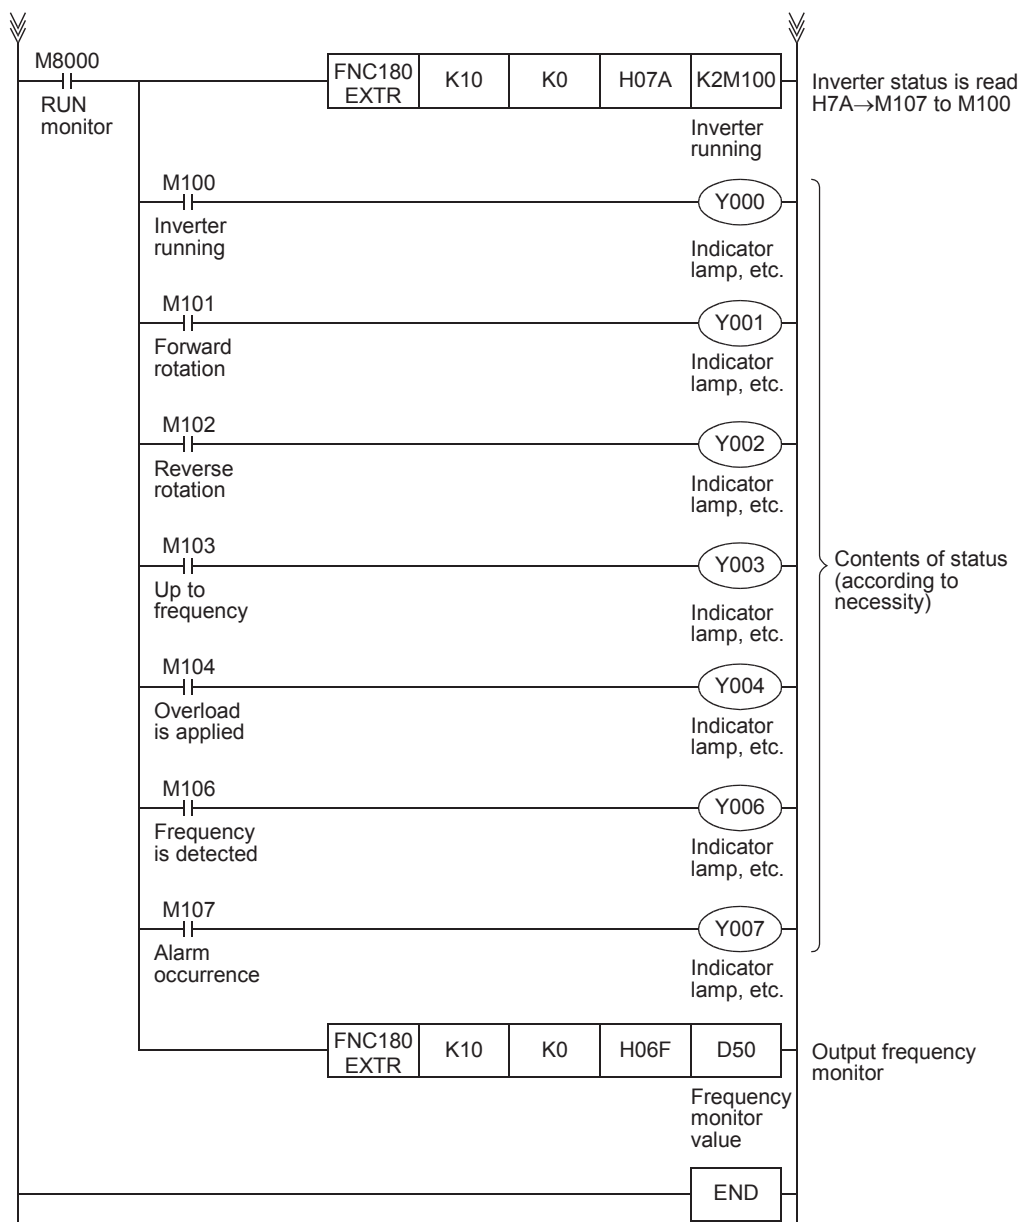 M8000
RUN
monitor
FNC180
EXTR
K10
K0
H07A
K2M100
Inverter
running
Inverter status is read
H7A→M107 to M100
M100
Inverter
running
Y000
Indicator
lamp, etc.
M101
Forward
rotation
Y001
Indicator
lamp, etc.
M102
Reverse
rotation
Y002
Indicator
lamp, etc.
M103
Up to
frequency
Y003
Indicator
lamp, etc.
Contents of status
(according to
necessity)
M104
Overload
is applied
Y004
Indicator
lamp, etc.
M106
Frequency
is detected
Y006
Indicator
lamp, etc.
M107
Alarm
occurrence
Y007
Indicator
lamp, etc.
FNC180
EXTR
K10
K0
H06F
D50
Frequency
monitor
value
Output frequency
monitor
END